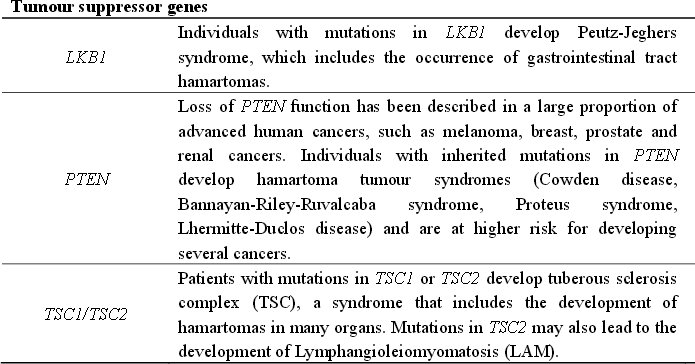 Tumour suppressor genes
Individuals with mutations in LKB1 develop Peutz-Jeghers
LKB1 syndrome, which includes the occurrence of gastrointestinal tract
hamartomas.
Loss of PTEN function has been described in a large proportion of
advanced human cancers, such as melanoma, breast, prostate and
renal cancers. Individuals with inherited mutations in PTEN
PTEN develop hamartoma tumour syndromes (Cowden disease,
Bannayan-Riley-Ruvalcaba syndrome, Proteus syndrome,
Lhermitte-Duclos disease) and are at higher risk for developing
several cancers.
Patients with mutations in TSC1 or TSC2 develop tuberous sclerosis
complex (TSC), a syndrome that includes the development of
TSC1/TSC2 hamartomas in many organs. Mutations in TSC2 may also lead to the
development of Lymphangioleiomyomatosis (LAM).